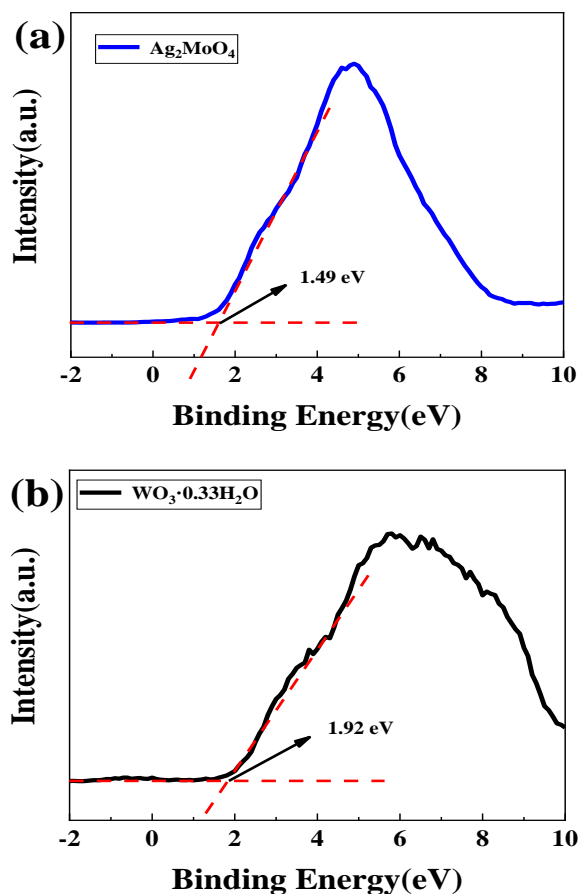 (a)
Ag₂MoO₄
Intensity(a.u.)
1.49 eV
-2 0 2 4 6 8 10
Binding Energy(eV)
(b)
WO₃·0.33H₂O
Intensity(a.u.)
1.92 eV
-2 0 2 4 6 8 10
Binding Energy(eV)